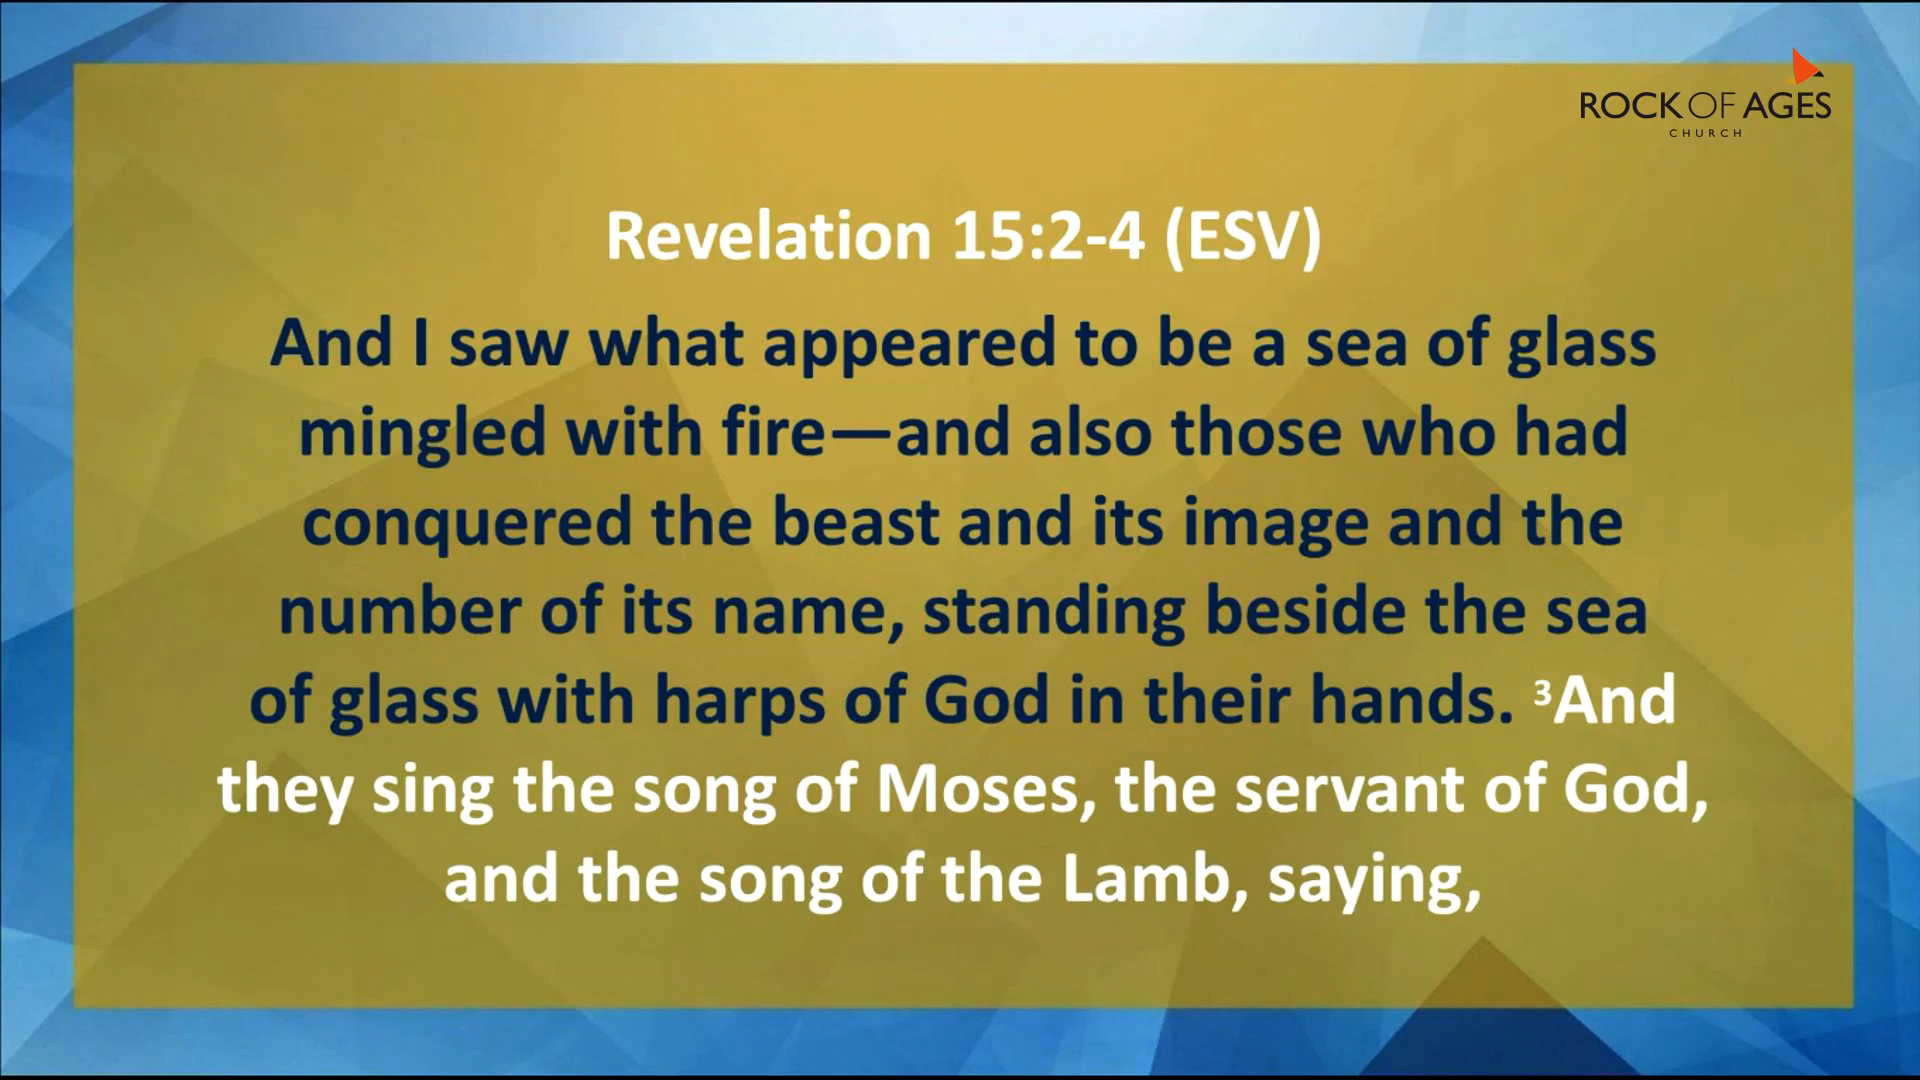 ROCK OF AGES
CHURCH
Revelation 15:2-4 (ESV)
And I saw what appeared to be a sea of glass
mingled with fire—and also those who had
conquered the beast and its image and the
number of its name, standing beside the sea
of glass with harps of God in their hands. ³And
they sing the song of Moses, the servant of God,
and the song of the Lamb, saying,